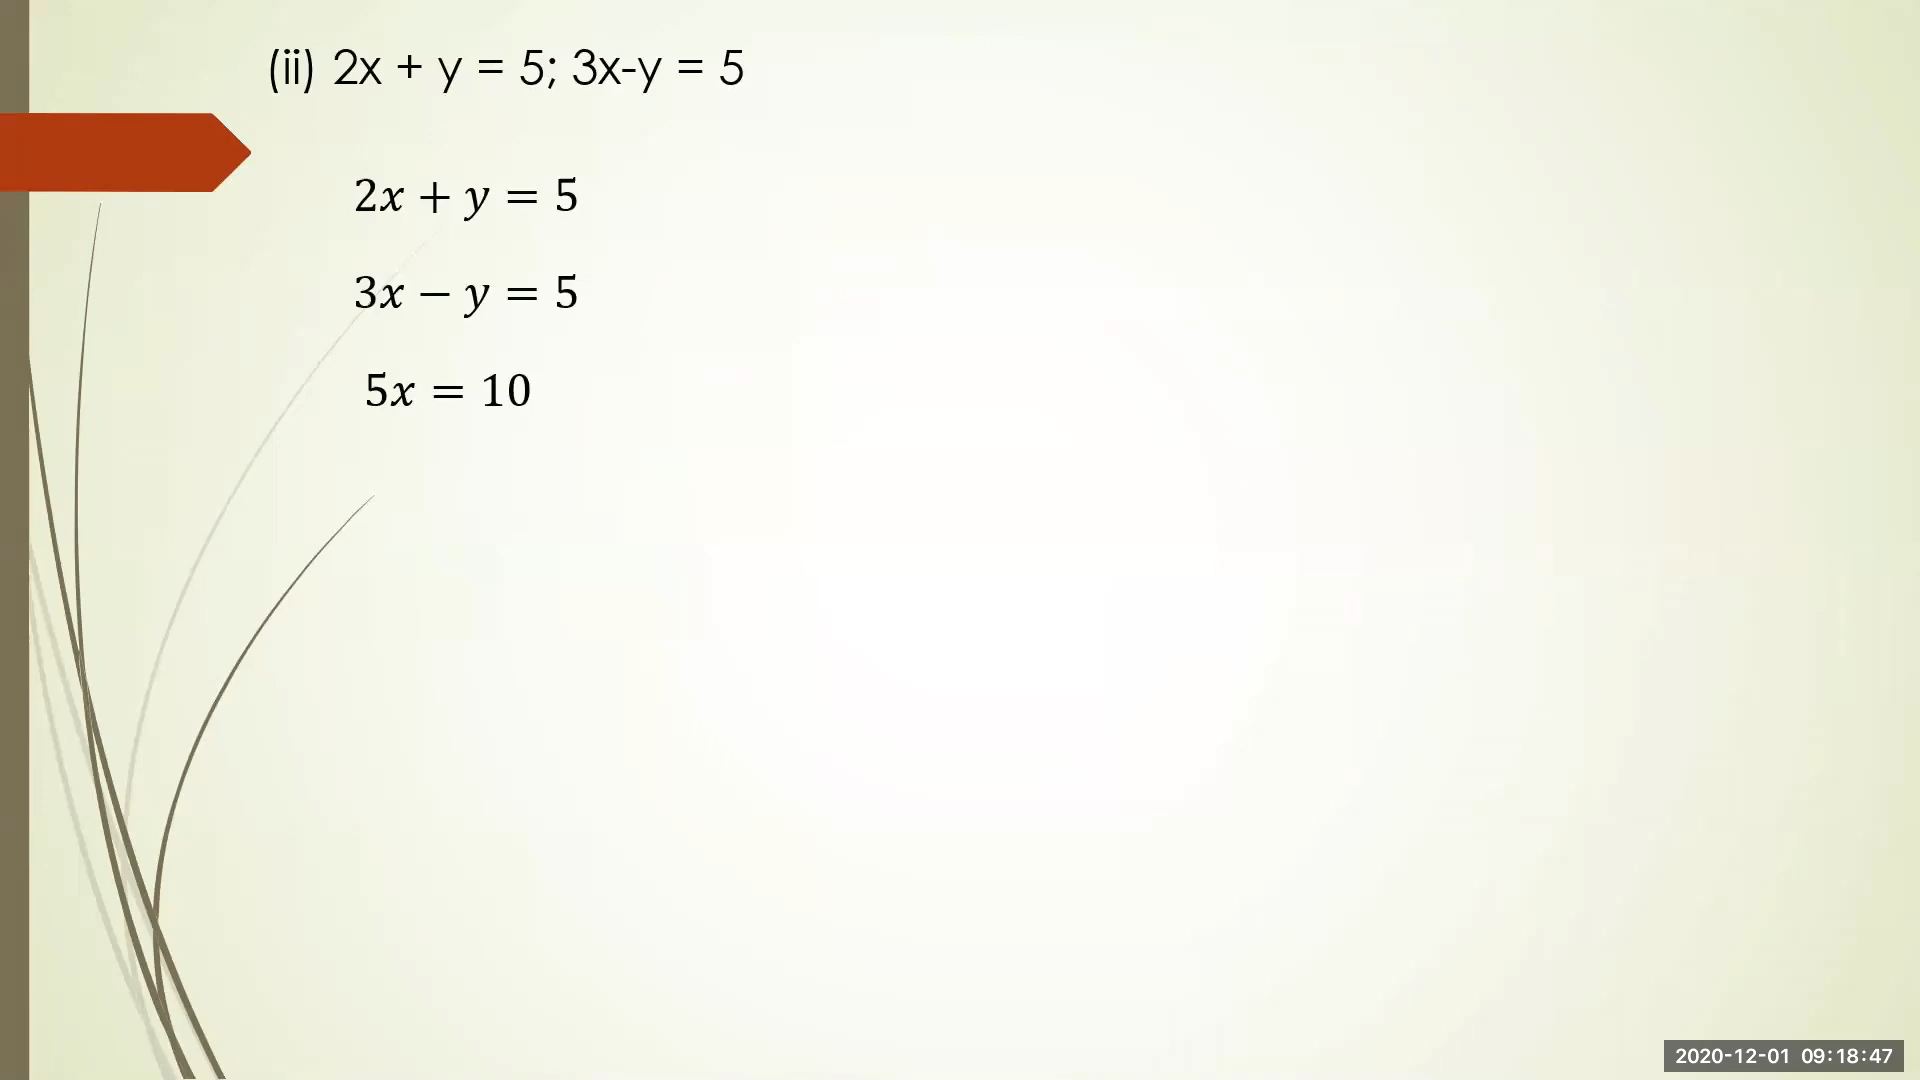 (ii) 2x + y = 5; 3x-y = 5
2x + y = 5
3x − y = 5
5x = 10
2020-12-01 09:18:47